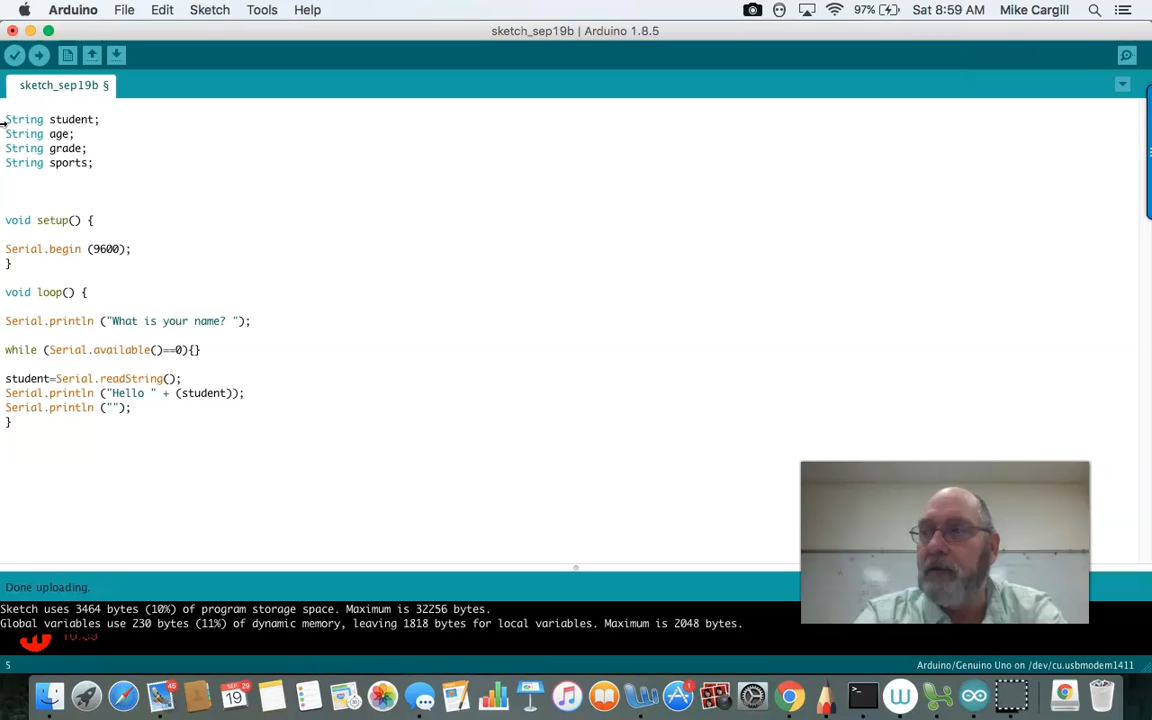 Arduino File Edit Sketch Tools Help 97% Sat 8:59 AM Mike Cargill
sketch_sep19b | Arduino 1.8.5
sketch_sep19b §
String student;
String age;
String grade;
String sports;
void setup() {
Serial.begin (9600);
}
void loop() {
Serial.println ("What is your name? ");
while (Serial.available()==0){}
student=Serial.readString();
Serial.println ("Hello " + (student));
Serial.println ("");
}
Done uploading.
Sketch uses 3464 bytes (10%) of program storage space. Maximum is 32256 bytes.
Global variables use 230 bytes (11%) of dynamic memory, leaving 1818 bytes for local variables. Maximum is 2048 bytes.
5 Arduino/Genuino Uno on /dev/cu.usbmodem1411
45
SEP 29
19
1